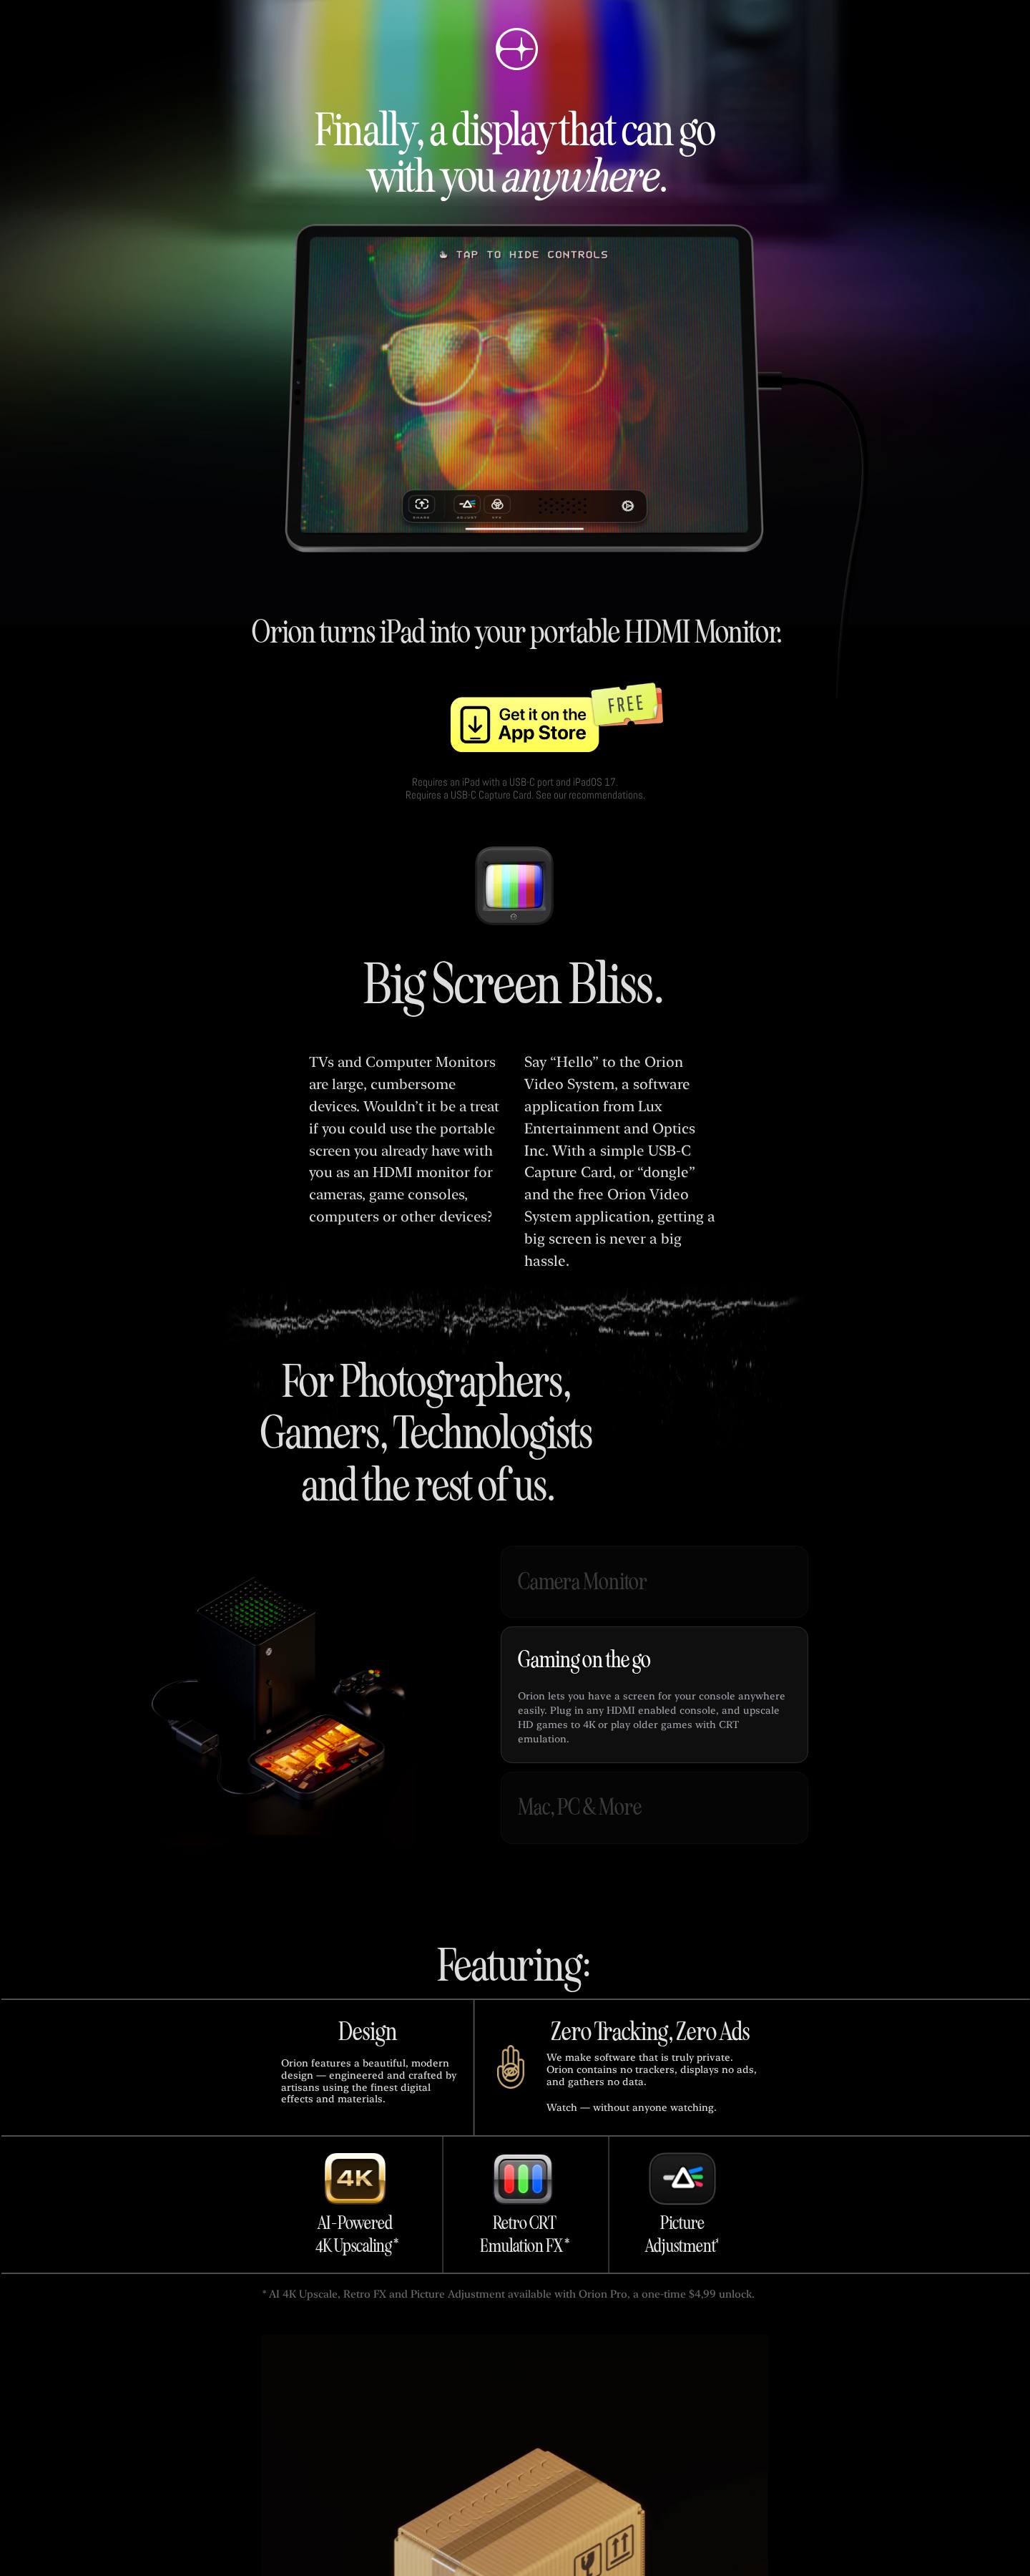 Finally, a display that can go
with you anywhere.
TAP TO HIDE CONTROLS
Orion turns iPad into your portable HDMI Monitor.
Get it on the
App Store
FREE
Requires an iPad with a USB-C port and iPadOS 17.
Requires a USB-C Capture Card. See our recommendations.
Big Screen Bliss.
TVs and Computer Monitors
are large, cumbersome
devices. Wouldn’t it be a treat
if you could use the portable
screen you already have with
you as an HDMI monitor for
cameras, game consoles,
computers or other devices?
Say “Hello” to the Orion
Video System, a software
application from Lux
Entertainment and Optics
Inc. With a simple USB-C
Capture Card, or “dongle”
and the free Orion Video
System application, getting a
big screen is never a big
hassle.
For Photographers,
Gamers, Technologists
and the rest of us.
Camera Monitor
Gaming on the go
Orion lets you have a screen for your console anywhere
easily. Plug in any HDMI enabled console, and upscale
HD games to 4K or play older games with CRT
emulation.
Mac, PC & More
Featuring:
Design
Orion features a beautiful, modern
design — engineered and crafted by
artisans using the finest digital
effects and materials.
Zero Tracking, Zero Ads
We make software that is truly private.
Orion contains no trackers, displays no ads,
and gathers no data.
Watch — without anyone watching.
4K
AI-Powered
4K Upscaling*
Retro CRT
Emulation FX*
Picture
Adjustment*
* AI 4K Upscale, Retro FX and Picture Adjustment available with Orion Pro, a one-time $4,99 unlock.